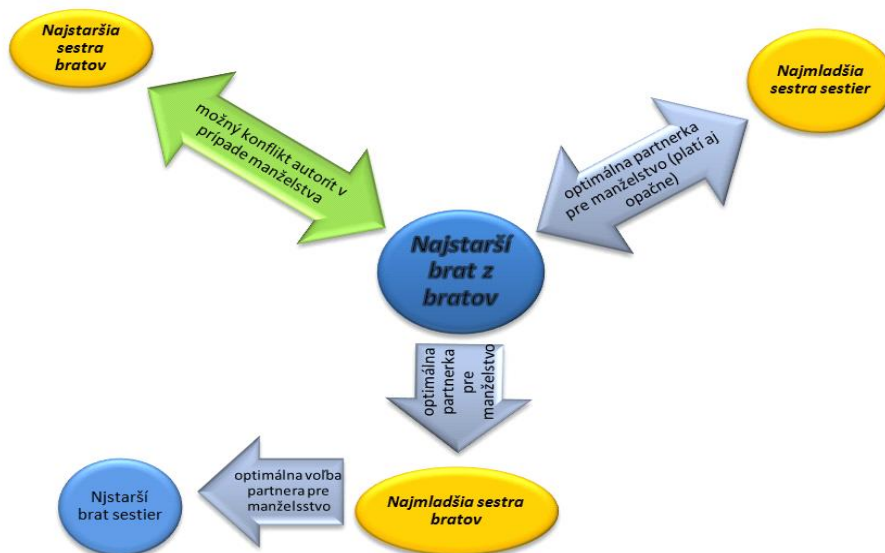 Najstaršia
sestra
bratov
Najmladšia
sestra sestier
možný konflikt autorít v
prípade manželstva
optimálna partnerka
pre manželstvo (platí aj
opačne)
Najstarší
brat z
bratov
optimálna
partnerka
pre
manželstvo
Njstarší
brat sestier
optimálna voľba
partnera pre
manželsstvo
Najmladšia sestra
bratov